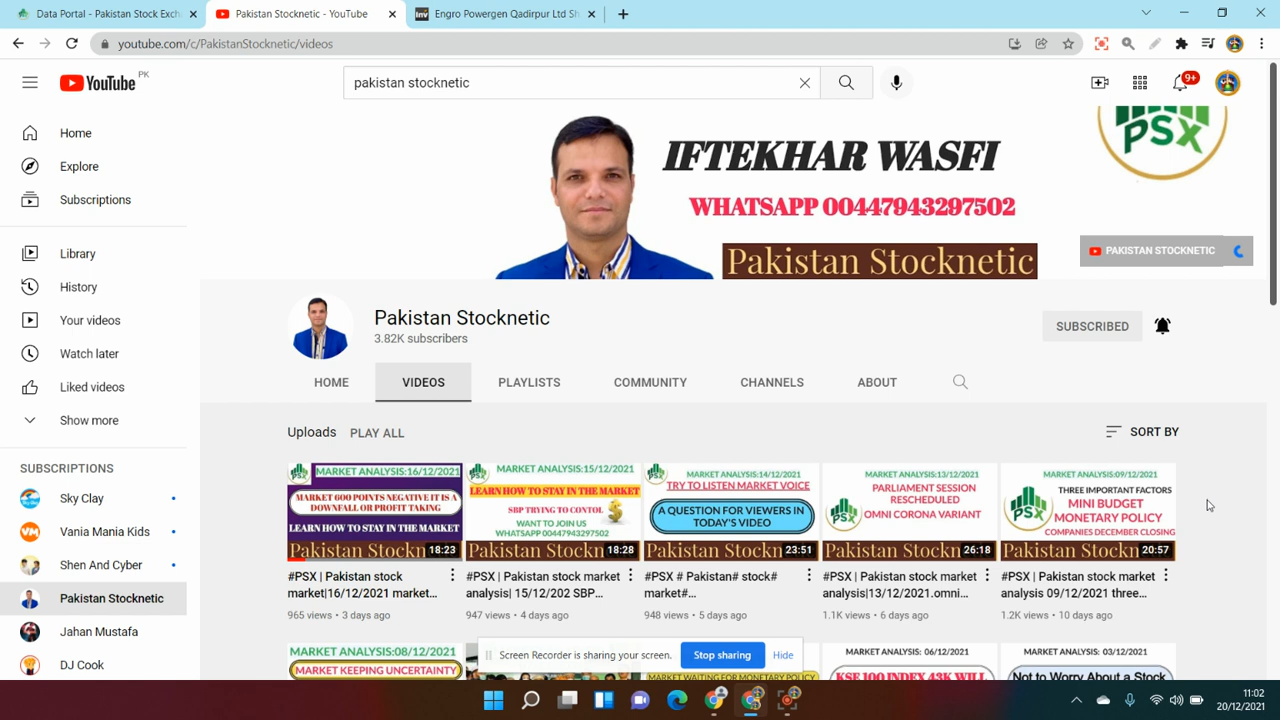 Data Portal - Pakistan Stock Exch
Pakistan Stocknetic - YouTube
Engro Powergen Qadirpur Ltd Sh
youtube.com/c/PakistanStocknetic/videos
YouTube PK
pakistan stocknetic
9+
Home
Explore
Subscriptions
Library
History
Your videos
Watch later
Liked videos
Show more
SUBSCRIPTIONS
Sky Clay
Vania Mania Kids
Shen And Cyber
Pakistan Stocknetic
Jahan Mustafa
DJ Cook
PSX
IFTEKHAR WASFI
WHATSAPP 00447943297502
Pakistan Stocknetic
PAKISTAN STOCKNETIC
Pakistan Stocknetic
3.82K subscribers
SUBSCRIBED
HOME
VIDEOS
PLAYLISTS
COMMUNITY
CHANNELS
ABOUT
Uploads
PLAY ALL
SORT BY
MARKET ANALYSIS:16/12/2021
MARKET 600 POINTS NEGATIVE IT IS A
DOWNFALL OR PROFIT TAKING
LEARN HOW TO STAY IN THE MARKET
Pakistan Stockn
18:23
#PSX | Pakistan stock
market|16/12/2021 market...
965 views • 3 days ago
MARKET ANALYSIS:15/12/2021
LEARN HOW TO STAY IN THE MARKET
SBP TRYING TO CONTOL
WANT TO JOIN US
WHATSAPP 00447943297502
Pakistan Stockn
18:28
#PSX | Pakistan stock market
analysis| 15/12/202 SBP...
947 views • 4 days ago
MARKET ANALYSIS:14/12/2021
TRY TO LISTEN MARKET VOICE
A QUESTION FOR VIEWERS IN
TODAY'S VIDEO
Pakistan Stockn
23:51
#PSX # Pakistan# stock#
market#...
948 views • 5 days ago
MARKET ANALYSIS:13/12/2021
PARLIAMENT SESSION
RESCHEDULED
OMNI CORONA VARIANT
PSX
Pakistan Stockn
26:18
#PSX | Pakistan stock market
analysis|13/12/2021.omni...
1.1K views • 6 days ago
MARKET ANALYSIS:09/12/2021
THREE IMPORTANT FACTORS
MINI BUDGET
MONETARY POLICY
COMPANIES DECEMBER CLOSING
PSX
Pakistan Stockn
20:57
#PSX | Pakistan stock market
analysis 09/12/2021 three...
1.2K views • 10 days ago
MARKET ANALYSIS:08/12/2021
MARKET KEEPING UNCERTAINTY
MARKET WAITING FOR MONETARY POLICY
MARKET ANALYSIS: 06/12/2021
KSE 100 INDEX 43K WILL
MARKET ANALYSIS: 03/12/2021
Not to Worry About a Stock
Screen Recorder is sharing your screen.
Stop sharing
Hide
11:02
20/12/2021